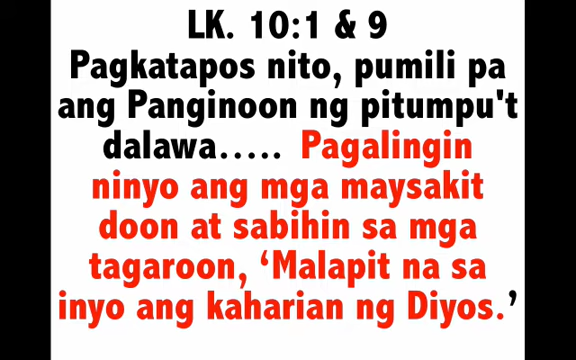 LK. 10:1 & 9
Pagkatapos nito, pumili pa
ang Panginoon ng pitumpu't
dalawa..... Pagalingin
ninyo ang mga maysakit
doon at sabihin sa mga
tagaroon, ‘Malapit na sa
inyo ang kaharian ng Diyos.’